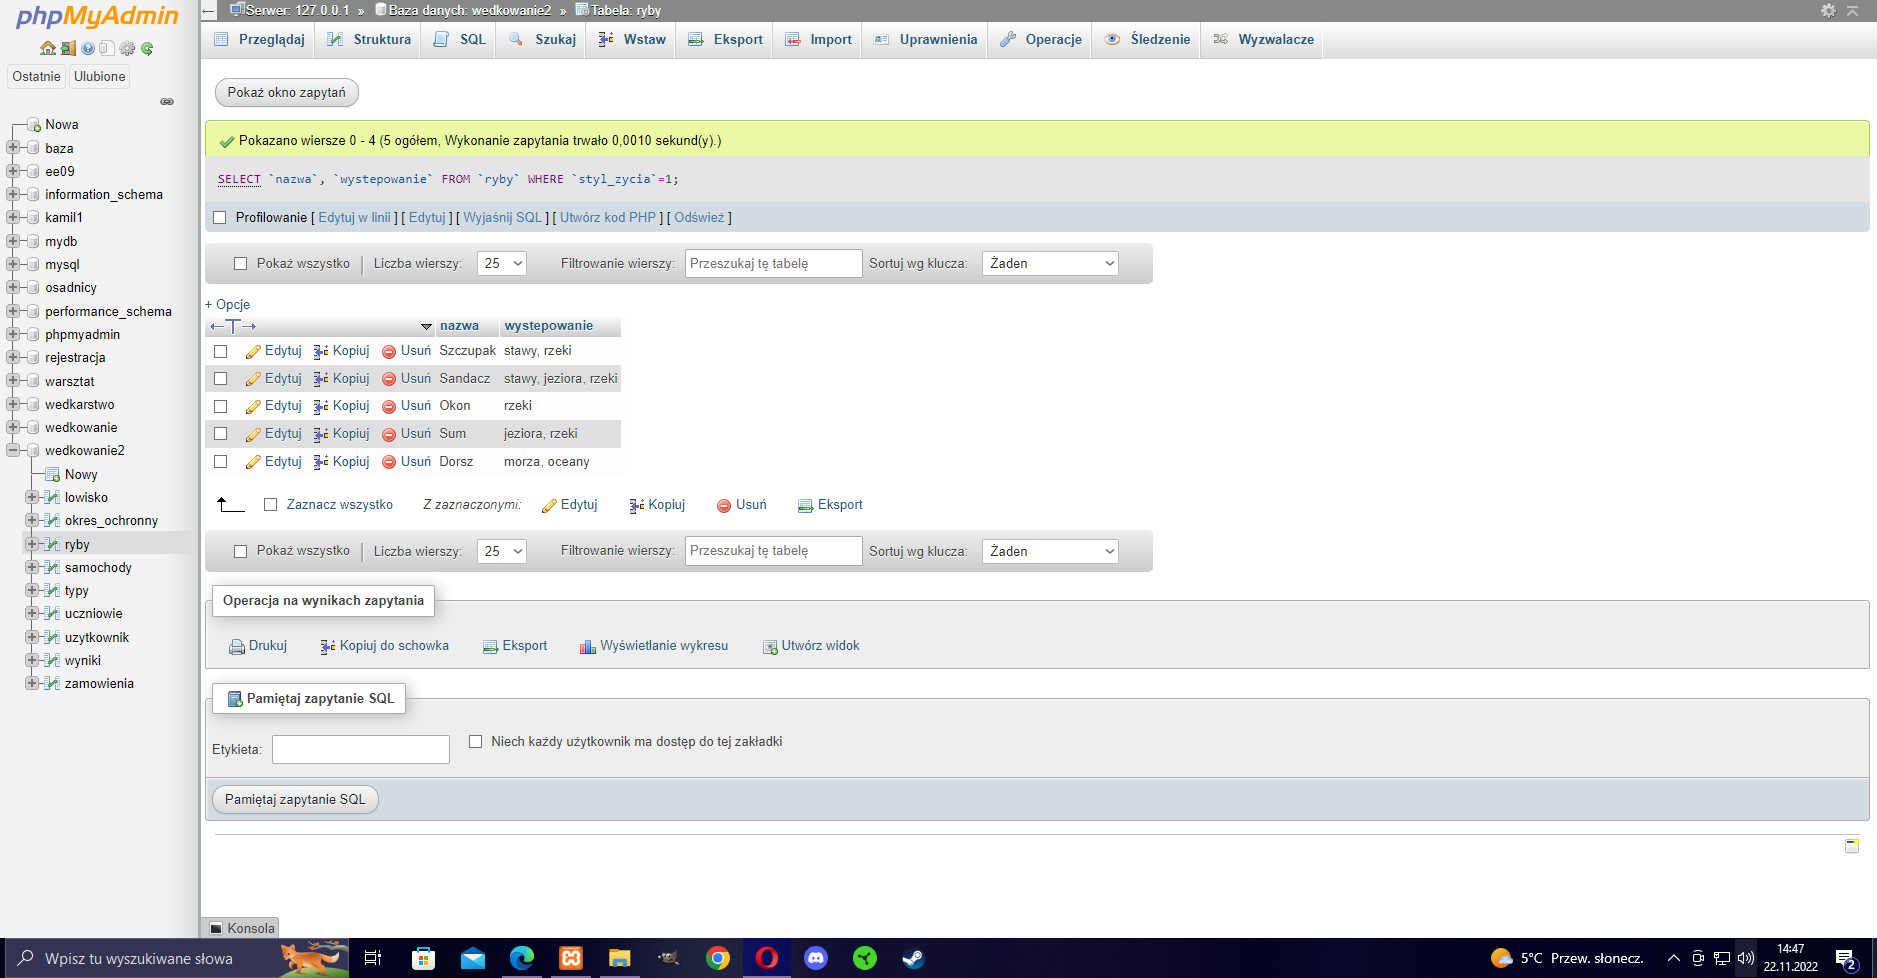 phpMyAdmin
Ostatnie Ulubione
Nowa
baza
ee09
information_schema
kamil1
mydb
mysql
osadnicy
performance_schema
phpmyadmin
rejestracja
warsztat
wedkarstwo
wedkowanie
wedkowanie2
Nowy
lowisko
okres_ochronny
ryby
samochody
typy
uczniowie
uzytkownik
wyniki
zamowienia
Serwer: 127.0.0.1 » Baza danych: wedkowanie2 » Tabela: ryby
Przeglądaj Struktura SQL Szukaj Wstaw Eksport Import Uprawnienia Operacje Śledzenie Wyzwalacze
Pokaż okno zapytań
Pokazano wiersze 0 - 4 (5 ogółem, Wykonanie zapytania trwało 0,0010 sekund(y).)
SELECT `nazwa`, `wystepowanie` FROM `ryby` WHERE `styl_zycia`=1;
Profilowanie [ Edytuj w linii ] [ Edytuj ] [ Wyjaśnij SQL ] [ Utwórz kod PHP ] [ Odśwież ]
Pokaż wszystko | Liczba wierszy: 25 Filtrowanie wierszy: Przeszukaj tę tabelę Sortuj wg klucza: Żaden
+ Opcje
←T→ nazwa wystepowanie
Edytuj Kopiuj Usuń Szczupak stawy, rzeki
Edytuj Kopiuj Usuń Sandacz stawy, jeziora, rzeki
Edytuj Kopiuj Usuń Okon rzeki
Edytuj Kopiuj Usuń Sum jeziora, rzeki
Edytuj Kopiuj Usuń Dorsz morza, oceany
Zaznacz wszystko Z zaznaczonymi: Edytuj Kopiuj Usuń Eksport
Pokaż wszystko | Liczba wierszy: 25 Filtrowanie wierszy: Przeszukaj tę tabelę Sortuj wg klucza: Żaden
Operacja na wynikach zapytania
Drukuj Kopiuj do schowka Eksport Wyświetlanie wykresu Utwórz widok
Pamiętaj zapytanie SQL
Etykieta: Niech każdy użytkownik ma dostęp do tej zakładki
Pamiętaj zapytanie SQL
Konsola
Wpisz tu wyszukiwane słowa
5°C Przew. słonecz.
14:47
22.11.2022
2